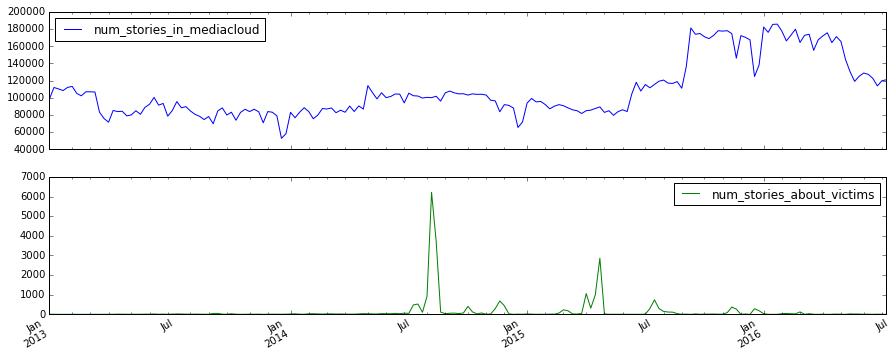 200000
180000
160000
140000
120000
100000
80000
60000
40000
num_stories_in_mediacloud
7000
6000
5000
4000
3000
2000
1000
0
num_stories_about_victims
Jan
2013
Jul
Jan
2014
Jul
Jan
2015
Jul
Jan
2016
Jul